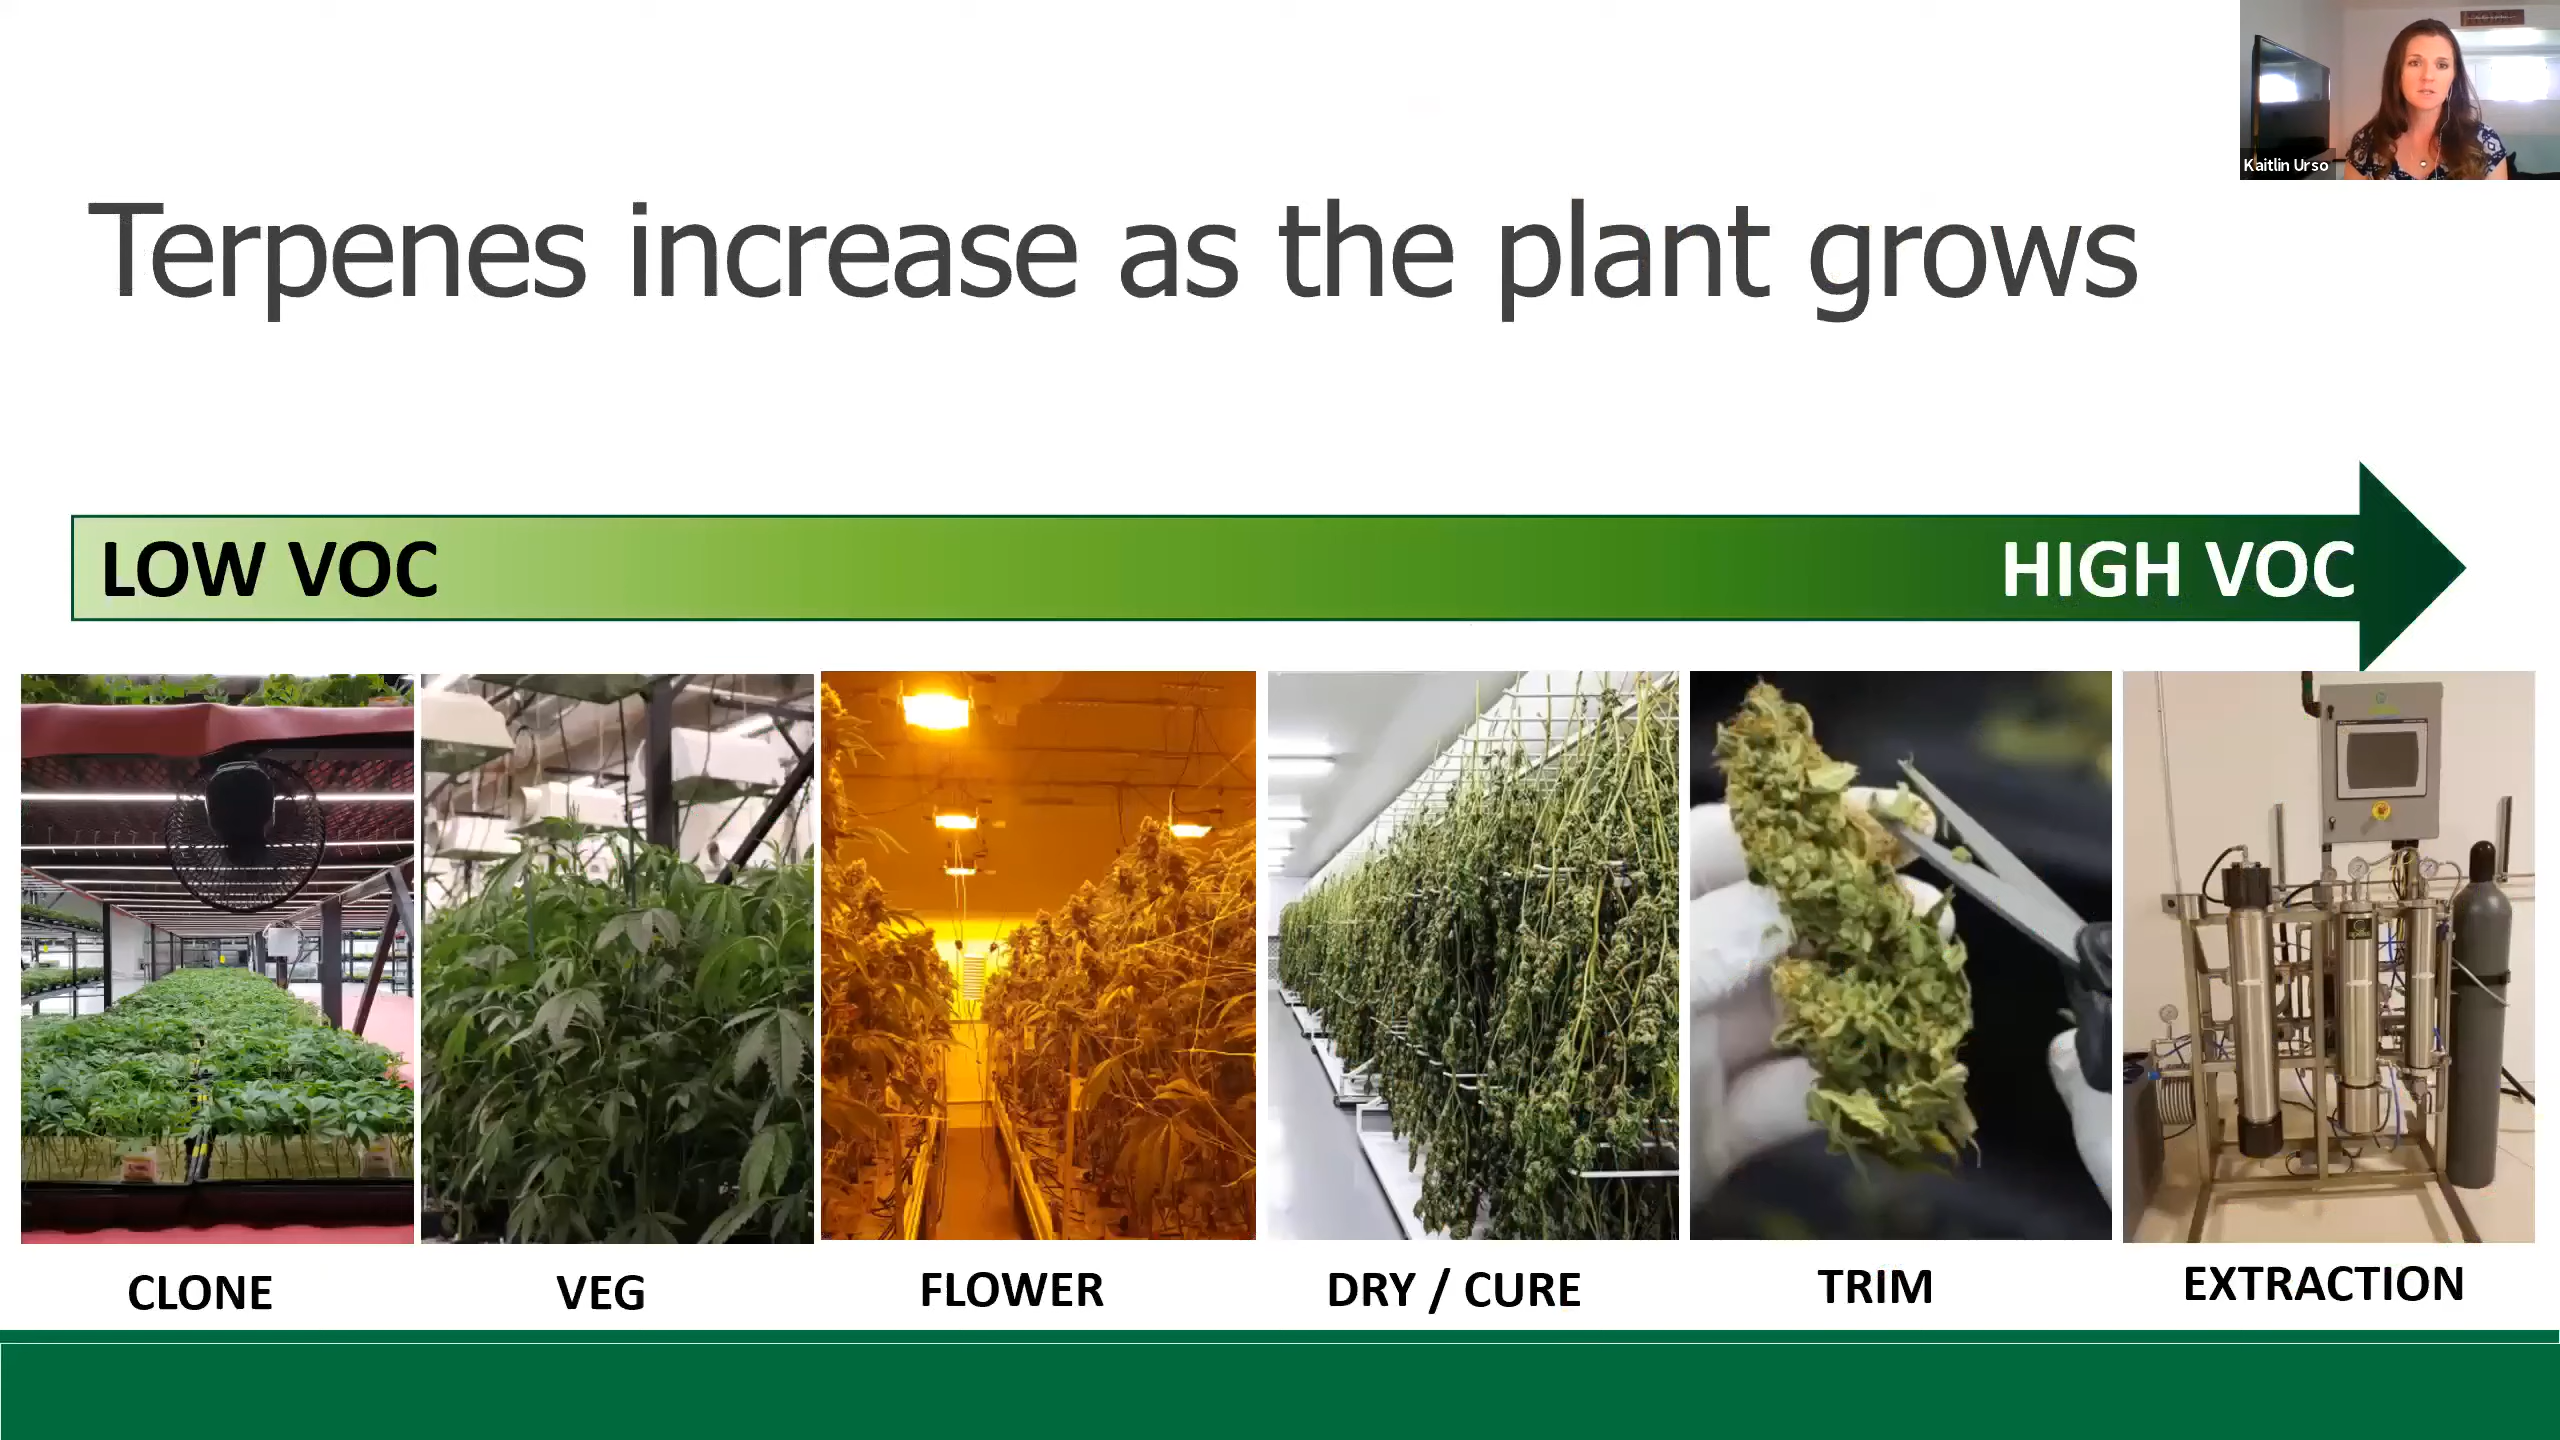 Kaitlin Urso
Terpenes increase as the plant grows
LOW VOC
HIGH VOC
CLONE
VEG
FLOWER
DRY / CURE
TRIM
EXTRACTION